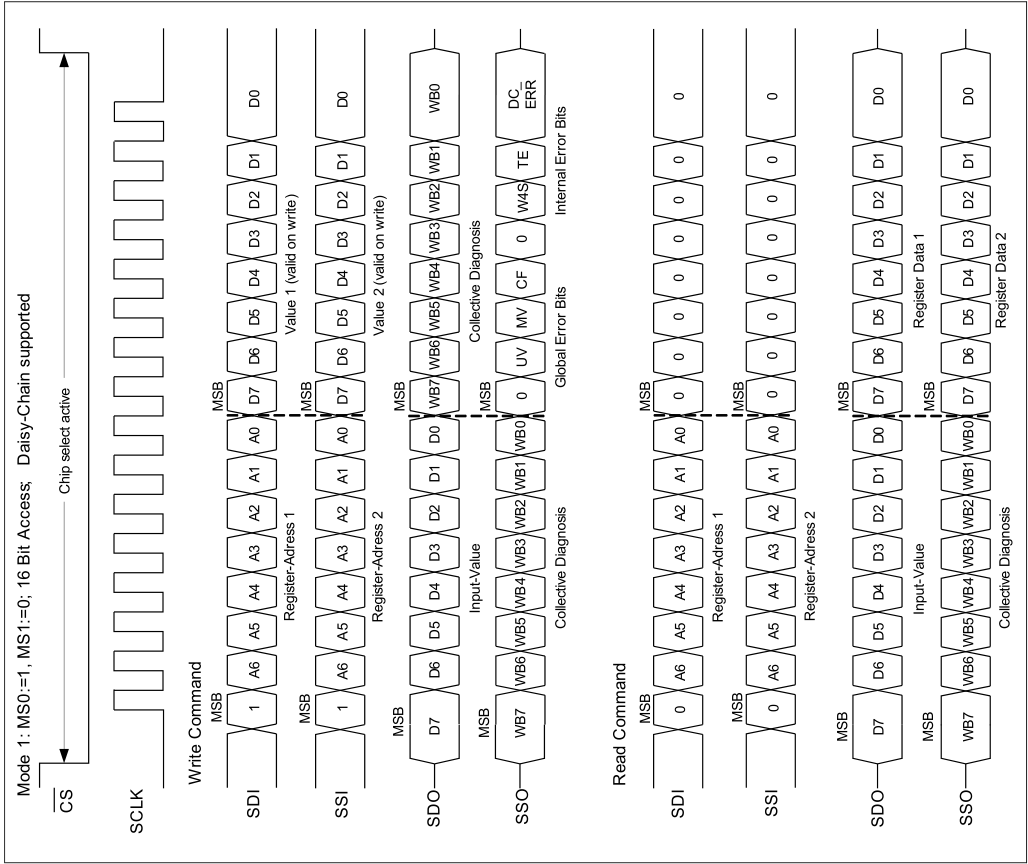 Mode 1: MS0:=1, MS1:=0; 16 Bit Access; Daisy-Chain supported
CS
Chip select active
SCLK
Write Command
MSB MSB
SDI 1 A6 A5 A4 A3 A2 A1 A0 D7 D6 D5 D4 D3 D2 D1 D0
Register-Adress 1 Value 1 (valid on write)
MSB MSB
SSI 1 A6 A5 A4 A3 A2 A1 A0 D7 D6 D5 D4 D3 D2 D1 D0
Register-Adress 2 Value 2 (valid on write)
MSB MSB
SDO D7 D6 D5 D4 D3 D2 D1 D0 WB7 WB6 WB5 WB4 WB3 WB2 WB1 WB0
Input-Value Collective Diagnosis
MSB MSB
SSO WB7 WB6 WB5 WB4 WB3 WB2 WB1 WB0 0 UV MV CF 0 W4S TE DC_
ERR
Collective Diagnosis Global Error Bits Internal Error Bits
Read Command
MSB MSB
SDI 0 A6 A5 A4 A3 A2 A1 A0 0 0 0 0 0 0 0 0
Register-Adress 1
MSB MSB
SSI 0 A6 A5 A4 A3 A2 A1 A0 0 0 0 0 0 0 0 0
Register-Adress 2
MSB MSB
SDO D7 D6 D5 D4 D3 D2 D1 D0 D7 D6 D5 D4 D3 D2 D1 D0
Input-Value Register Data 1
MSB MSB
SSO WB7 WB6 WB5 WB4 WB3 WB2 WB1 WB0 D7 D6 D5 D4 D3 D2 D1 D0
Collective Diagnosis Register Data 2